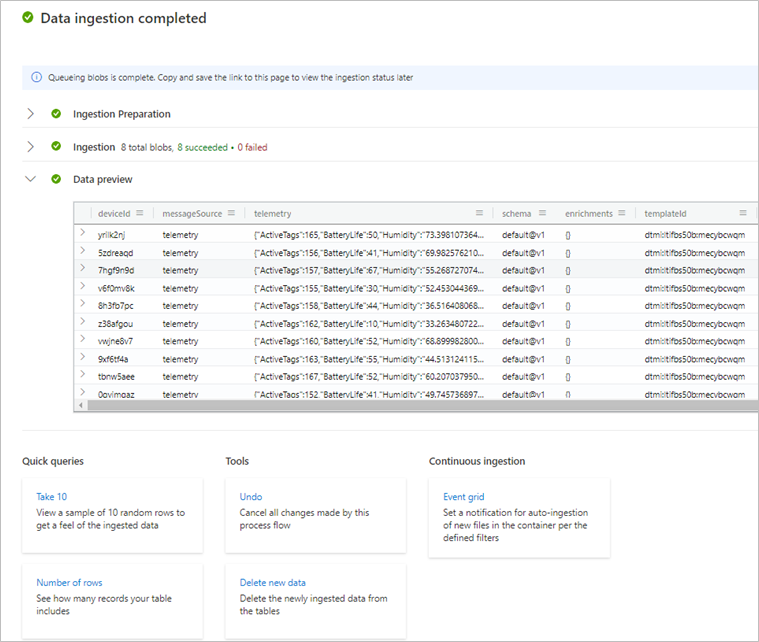 Data ingestion completed
Queueing blobs is complete. Copy and save the link to this page to view the ingestion status later
Ingestion Preparation
Ingestion 8 total blobs, 8 succeeded • 0 failed
Data preview
deviceId messageSource telemetry schema enrichments templateId
yriik2nj telemetry {"ActiveTags":165,"BatteryLife":50,"Humidity":"73.398107364... default@v1 {} dtmi:tifbs50b:mecybcwqm
5zdreaqd telemetry {"ActiveTags":156,"BatteryLife":41,"Humidity":"69.982576210... default@v1 {} dtmi:tifbs50b:mecybcwqm
7hgf9n9d telemetry {"ActiveTags":157,"BatteryLife":67,"Humidity":"55.268727074... default@v1 {} dtmi:tifbs50b:mecybcwqm
v6f0mv8k telemetry {"ActiveTags":155,"BatteryLife":30,"Humidity":"52.453044369... default@v1 {} dtmi:tifbs50b:mecybcwqm
8h3fb7pc telemetry {"ActiveTags":158,"BatteryLife":44,"Humidity":"36.516408068... default@v1 {} dtmi:tifbs50b:mecybcwqm
z38afgou telemetry {"ActiveTags":162,"BatteryLife":10,"Humidity":"33.263480722... default@v1 {} dtmi:tifbs50b:mecybcwqm
vwjne8v7 telemetry {"ActiveTags":160,"BatteryLife":52,"Humidity":"68.899982800... default@v1 {} dtmi:tifbs50b:mecybcwqm
9xf6tf4a telemetry {"ActiveTags":163,"BatteryLife":55,"Humidity":"44.513124115... default@v1 {} dtmi:tifbs50b:mecybcwqm
tbnw5aee telemetry {"ActiveTags":167,"BatteryLife":52,"Humidity":"60.207037950... default@v1 {} dtmi:tifbs50b:mecybcwqm
telemetry {"ActiveTags":152,"BatteryLife":41,"Humidity":"49.745736897... default@v1 {} dtmi:tifbs50b:mecybcwqm
Quick queries Tools Continuous ingestion
Take 10
View a sample of 10 random rows to
get a feel of the ingested data
Undo
Cancel all changes made by this
process flow
Event grid
Set a notification for auto-ingestion
of new files in the container per the
defined filters
Number of rows
See how many records your table
includes
Delete new data
Delete the newly ingested data from
the tables